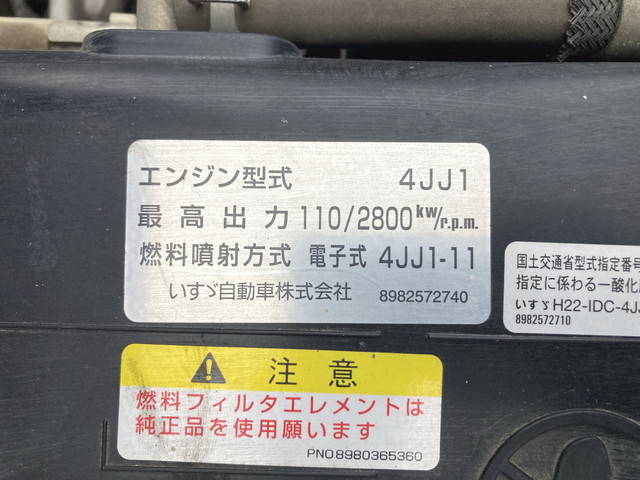 エンジン型式 4JJ1
最高出力 110/2800kw/r.p.m.
燃料噴射方式 電子式 4JJ1-11
いすゞ自動車株式会社 8982572740
国土交通省型式指定番号
指定に係わる一酸化
いすゞ H22-IDC-4J
8982572710
注意
燃料フィルタエレメントは
純正品を使用願います
PNO8980365360